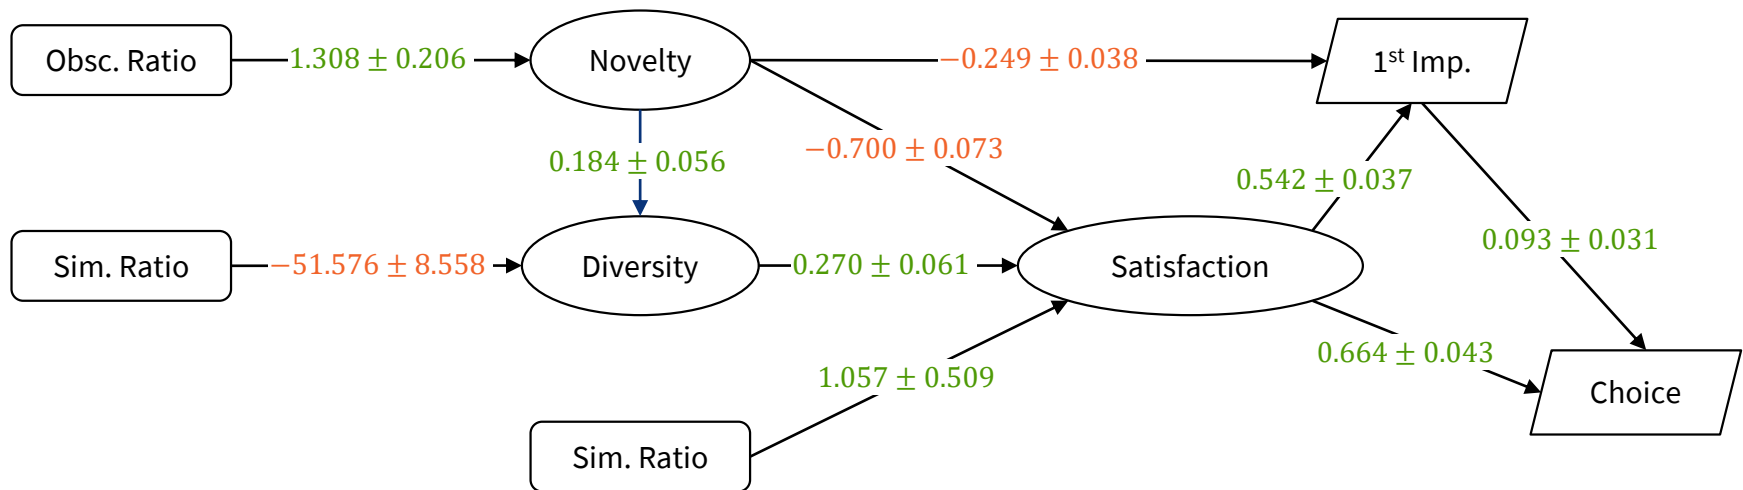 Obsc. Ratio
1.308 ± 0.206
Novelty
−0.249 ± 0.038
1st Imp.
0.184 ± 0.056
−0.700 ± 0.073
0.542 ± 0.037
Sim. Ratio
−51.576 ± 8.558
Diversity
0.270 ± 0.061
Satisfaction
0.093 ± 0.031
1.057 ± 0.509
0.664 ± 0.043
Choice
Sim. Ratio